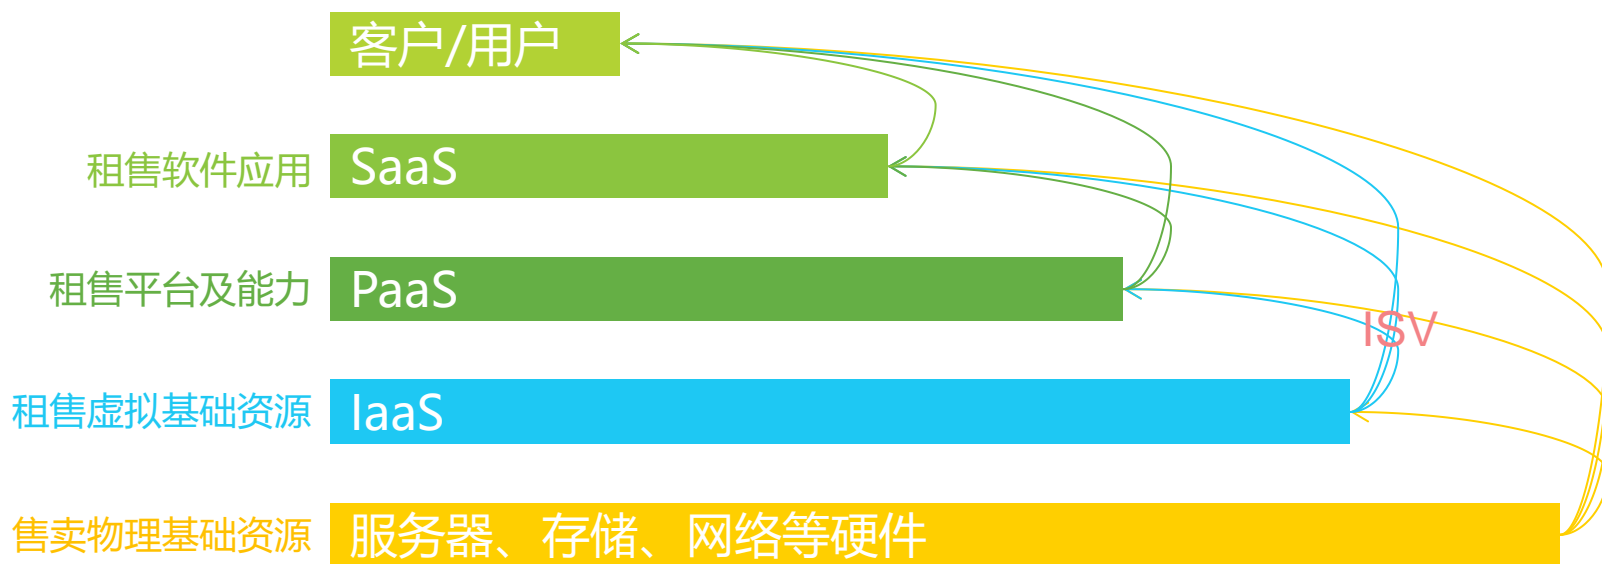 客户/用户
租售软件应用
SaaS
租售平台及能力
PaaS
ISV
租售虚拟基础资源
IaaS
售卖物理基础资源
服务器、存储、网络等硬件